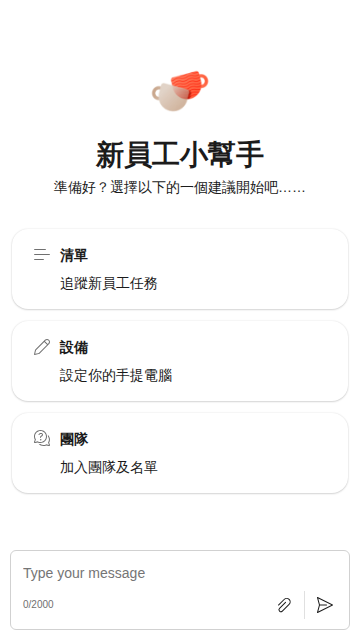 新員工小幫手
準備好？選擇以下的一個建議開始吧……
清單
追蹤新員工任務
設備
設定你的手提電腦
團隊
加入團隊及名單
Type your message
0/2000